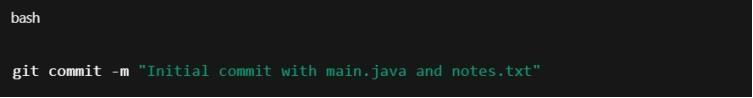 bash
git commit -m "Initial commit with main.java and notes.txt"